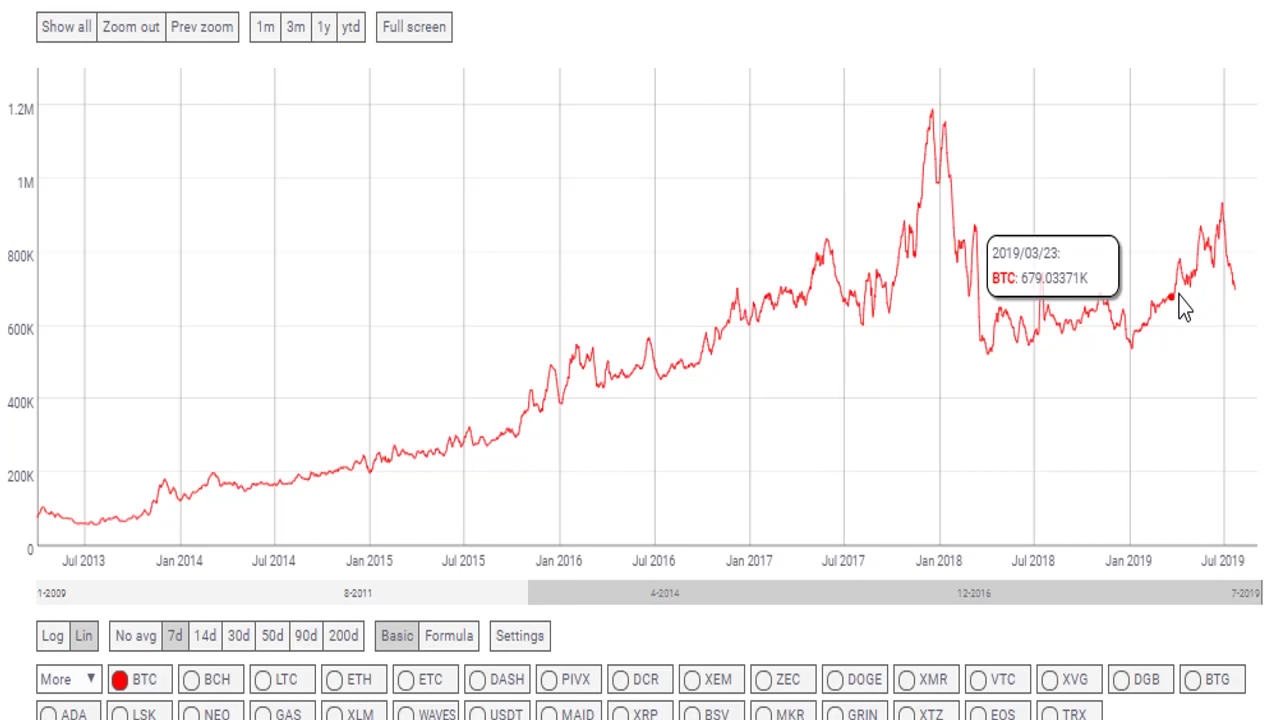 Show all Zoom out Prev zoom 1m 3m 1y ytd Full screen
1.2M
1M
800K
600K
400K
200K
0
2019/03/23:
BTC: 679.03371K
Jul 2013 Jan 2014 Jul 2014 Jan 2015 Jul 2015 Jan 2016 Jul 2016 Jan 2017 Jul 2017 Jan 2018 Jul 2018 Jan 2019 Jul 2019
1-2009 8-2011 4-2014 12-2016 7-2019
Log Lin No avg 7d 14d 30d 50d 90d 200d Basic Formula Settings
More ▼ BTC BCH LTC ETH ETC DASH PIVX DCR XEM ZEC DOGE XMR VTC XVG DGB BTG
ADA LSK NEO GAS XLM WAVES USDT MAID XRP BSV MKR GRIN XTZ EOS TRX